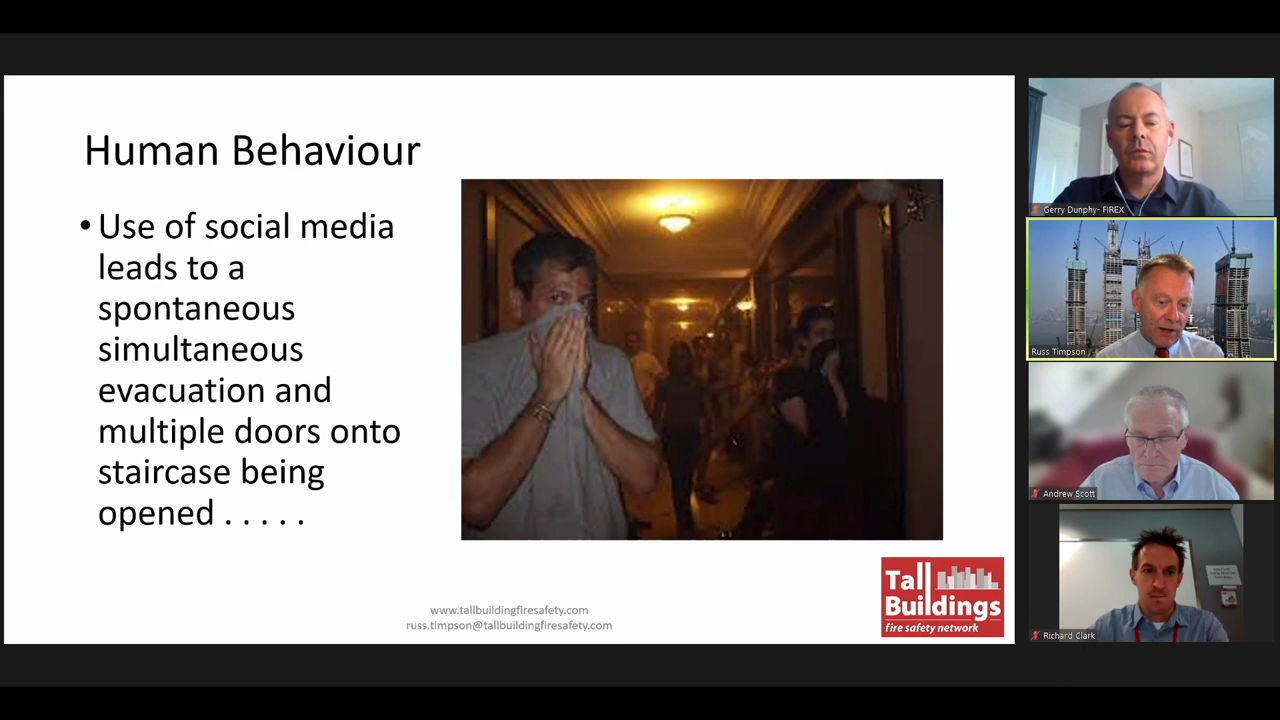 Human Behaviour
• Use of social media
leads to a
spontaneous
simultaneous
evacuation and
multiple doors onto
staircase being
opened . . . . .
www.tallbuildingfiresafety.com
russ.timpson@tallbuildingfiresafety.com
Tall
Buildings
fire safety network
Gerry Dunphy- FIREX
Russ Timpson
Andrew Scott
Richard Clark